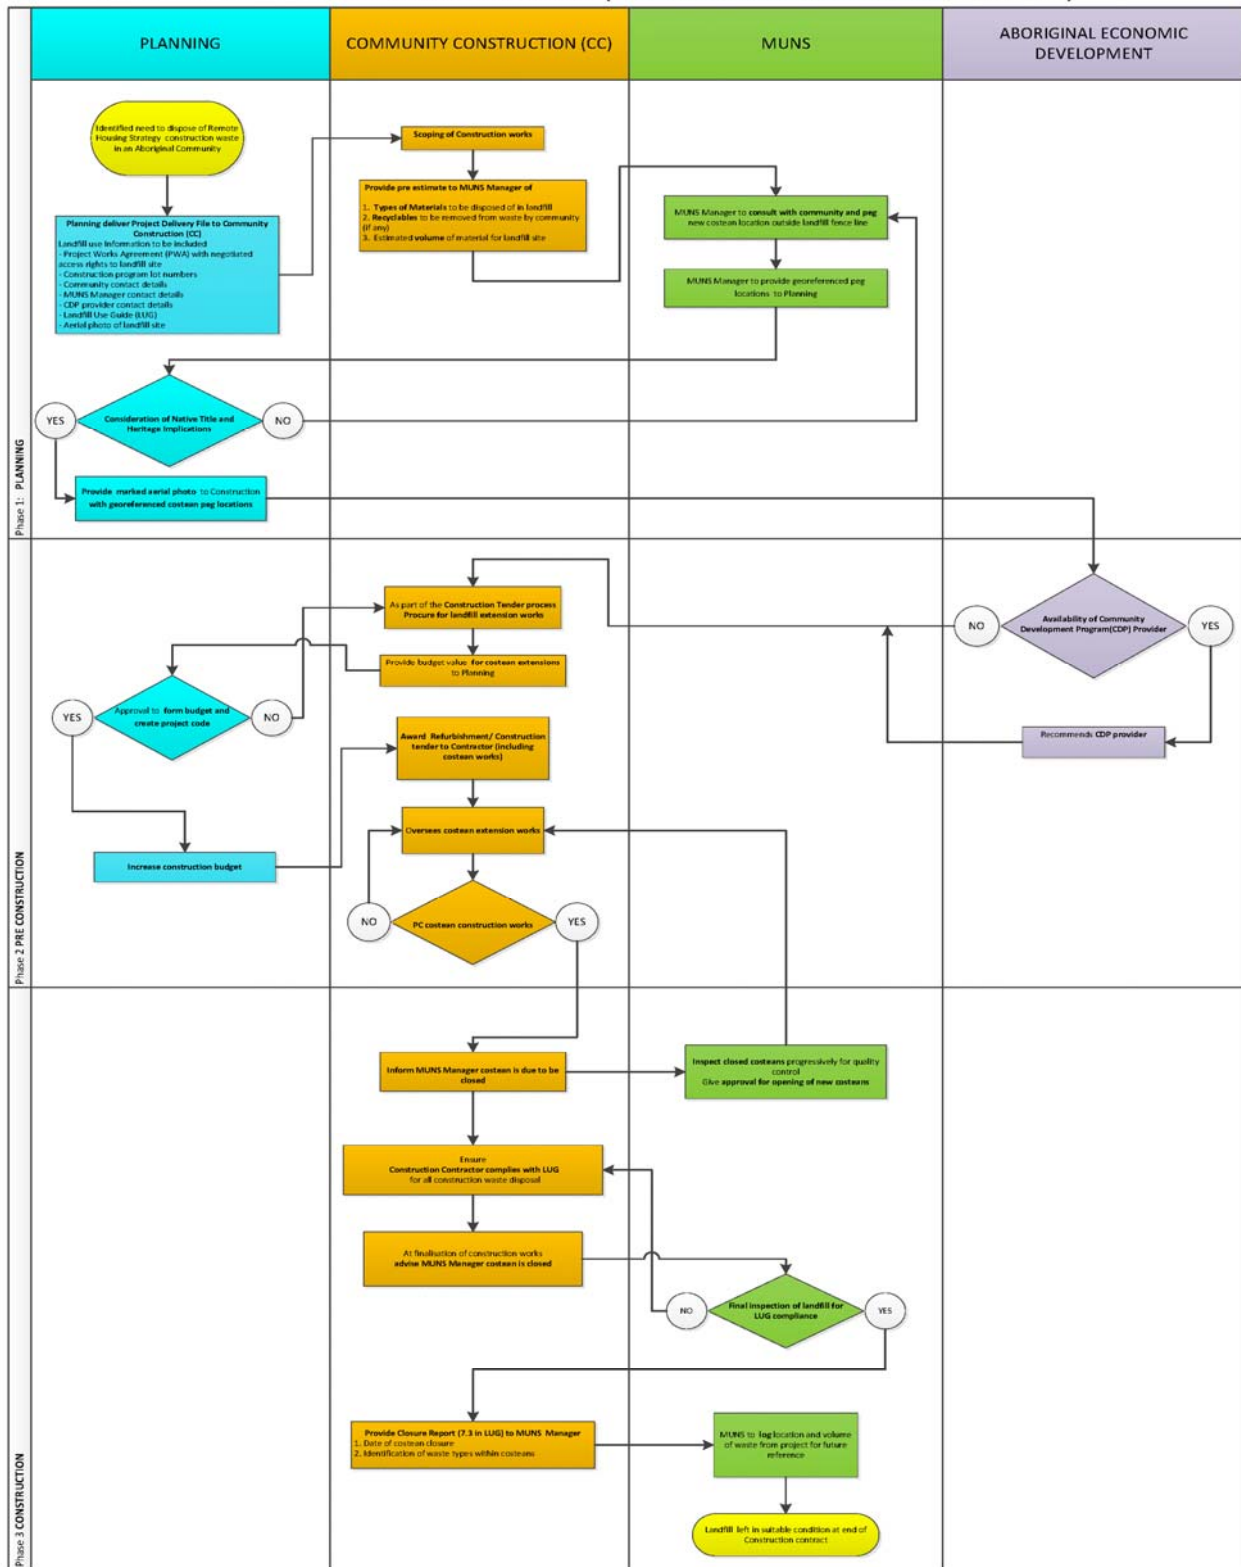 PLANNING
COMMUNITY CONSTRUCTION (CC)
MUNS
ABORIGINAL ECONOMIC
DEVELOPMENT
Phase 1: PLANNING
Identified need to dispose of Remote
Housing Strategy construction waste
in an Aboriginal Community
Planning deliver Project Delivery File to Community
Construction (CC)
Landfill use Information to be included
- Project Works Agreement (PWA) with negotiated
access rights to landfill site
- Construction program lot numbers
- Community contact details
- MUNS Manager contact details
- CDP provider contact details
- Landfill Use Guide (LUG)
- Aerial photo of landfill site
Scoping of Construction works
Provide pre estimate to MUNS Manager of
1. Types of Materials to be disposed of in landfill
2. Recyclables to be removed from waste by community
(if any)
3. Estimated volume of material for landfill site
MUNS Manager to consult with community and peg
new costean location outside landfill fence line
MUNS Manager to provide georeferenced peg
locations to Planning
YES
Consideration of Native Title and
Heritage Implications
NO
Provide marked aerial photo to Construction
with georeferenced costean peg locations
Phase 2 PRE CONSTRUCTION
NO
Availability of Community
Development Program(CDP) Provider
YES
Recommends CDP provider
As part of the Construction Tender process
Procure for landfill extension works
Provide budget value for costean extensions
to Planning
YES
Approval to form budget and
create project code
NO
Increase construction budget
Award Refurbishment/ Construction
tender to Contractor (including
costean works)
Oversees costean extension works
NO
PC costean construction works
YES
Phase 3 CONSTRUCTION
Inform MUNS Manager costean is due to be
closed
Inspect closed costeans progressively for quality
control
Give approval for opening of new costeans
Ensure
Construction Contractor complies with LUG
for all construction waste disposal
At finalisation of construction works
advise MUNS Manager costean is closed
NO
Final inspection of landfill for
LUG compliance
YES
Provide Closure Report (7.3 in LUG) to MUNS Manager
1. Date of costean closure
2. Identification of waste types within costeans
MUNS to log location and volume
of waste from project for future
reference
Landfill left in suitable condition at end of
Construction contract